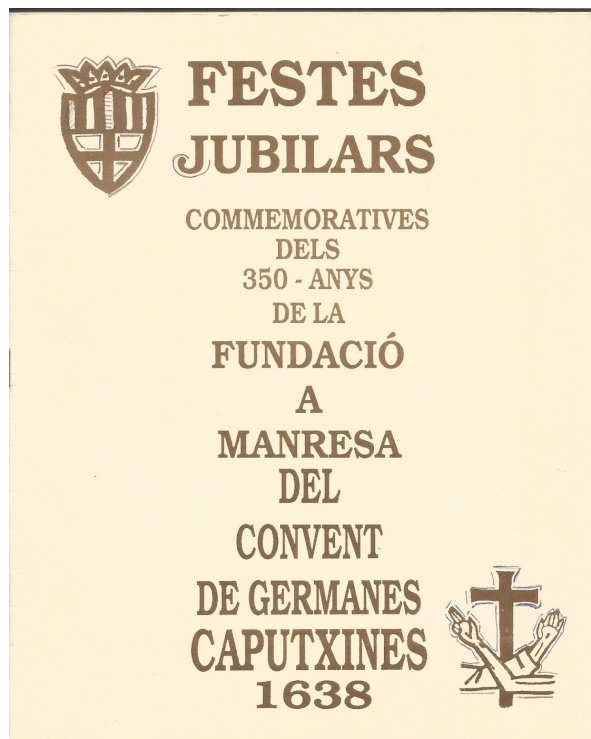 FESTES
JUBILARS
COMMEMORATIVES
DELS
350 - ANYS
DE LA
FUNDACIÓ
A
MANRESA
DEL
CONVENT
DE GERMANES
CAPUTXINES
1638